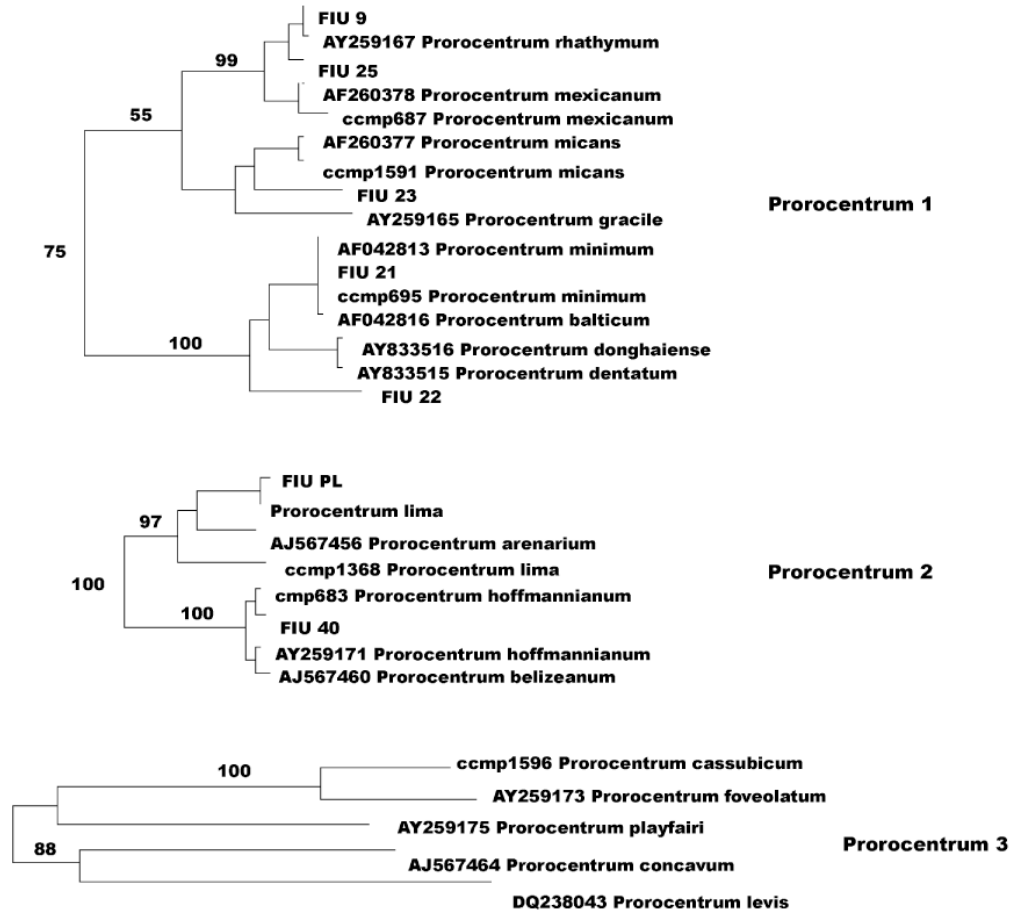 FIU 9
AY259167 Prorocentrum rhathymum
99
FIU 25
AF260378 Prorocentrum mexicanum
55
ccmp687 Prorocentrum mexicanum
AF260377 Prorocentrum micans
ccmp1591 Prorocentrum micans
FIU 23
Prorocentrum 1
AY259165 Prorocentrum gracile
75
AF042813 Prorocentrum minimum
FIU 21
ccmp695 Prorocentrum minimum
AF042816 Prorocentrum balticum
100
AY833516 Prorocentrum donghaiense
AY833515 Prorocentrum dentatum
FIU 22
FIU PL
Prorocentrum lima
97
AJ567456 Prorocentrum arenarium
ccmp1368 Prorocentrum lima
Prorocentrum 2
100
cmp683 Prorocentrum hoffmannianum
100
FIU 40
AY259171 Prorocentrum hoffmannianum
AJ567460 Prorocentrum belizeanum
ccmp1596 Prorocentrum cassubicum
100
AY259173 Prorocentrum foveolatum
AY259175 Prorocentrum playfairi
Prorocentrum 3
88
AJ567464 Prorocentrum concavum
DQ238043 Prorocentrum levis